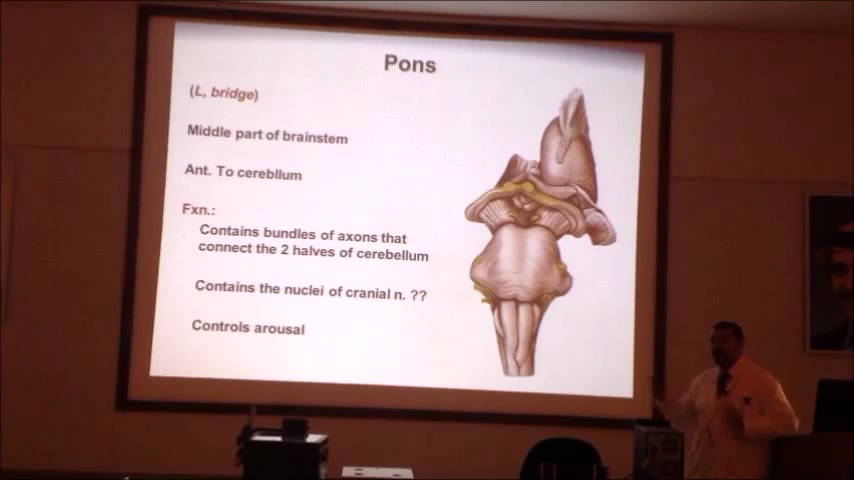 Pons
(L, bridge)
Middle part of brainstem
Ant. To cerebllum
Fxn.:
Contains bundles of axons that
connect the 2 halves of cerebellum
Contains the nuclei of cranial n. ??
Controls arousal